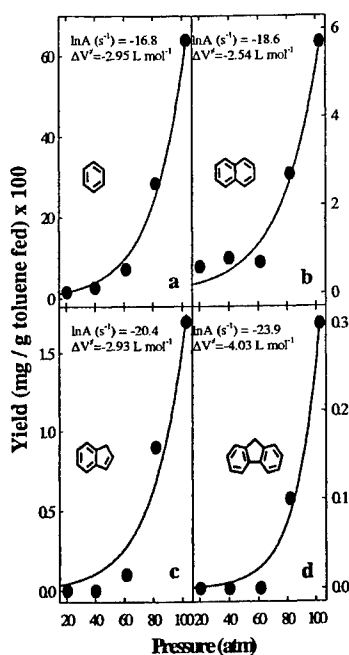 lnA (s⁻¹) = -16.8
ΔV≠=-2.95 L mol⁻¹
60
40
20
0
a
lnA (s⁻¹) = -18.6
ΔV≠=-2.54 L mol⁻¹
6
4
2
0
b
lnA (s⁻¹) = -20.4
ΔV≠=-2.93 L mol⁻¹
1.5
1.0
0.5
0.0
c
lnA (s⁻¹) = -23.9
ΔV≠=-4.03 L mol⁻¹
0.3
0.2
0.1
0.0
d
20 40 60 80 100
20 40 60 80 100
Yield (mg / g toluene fed) x 100
Pressure (atm)